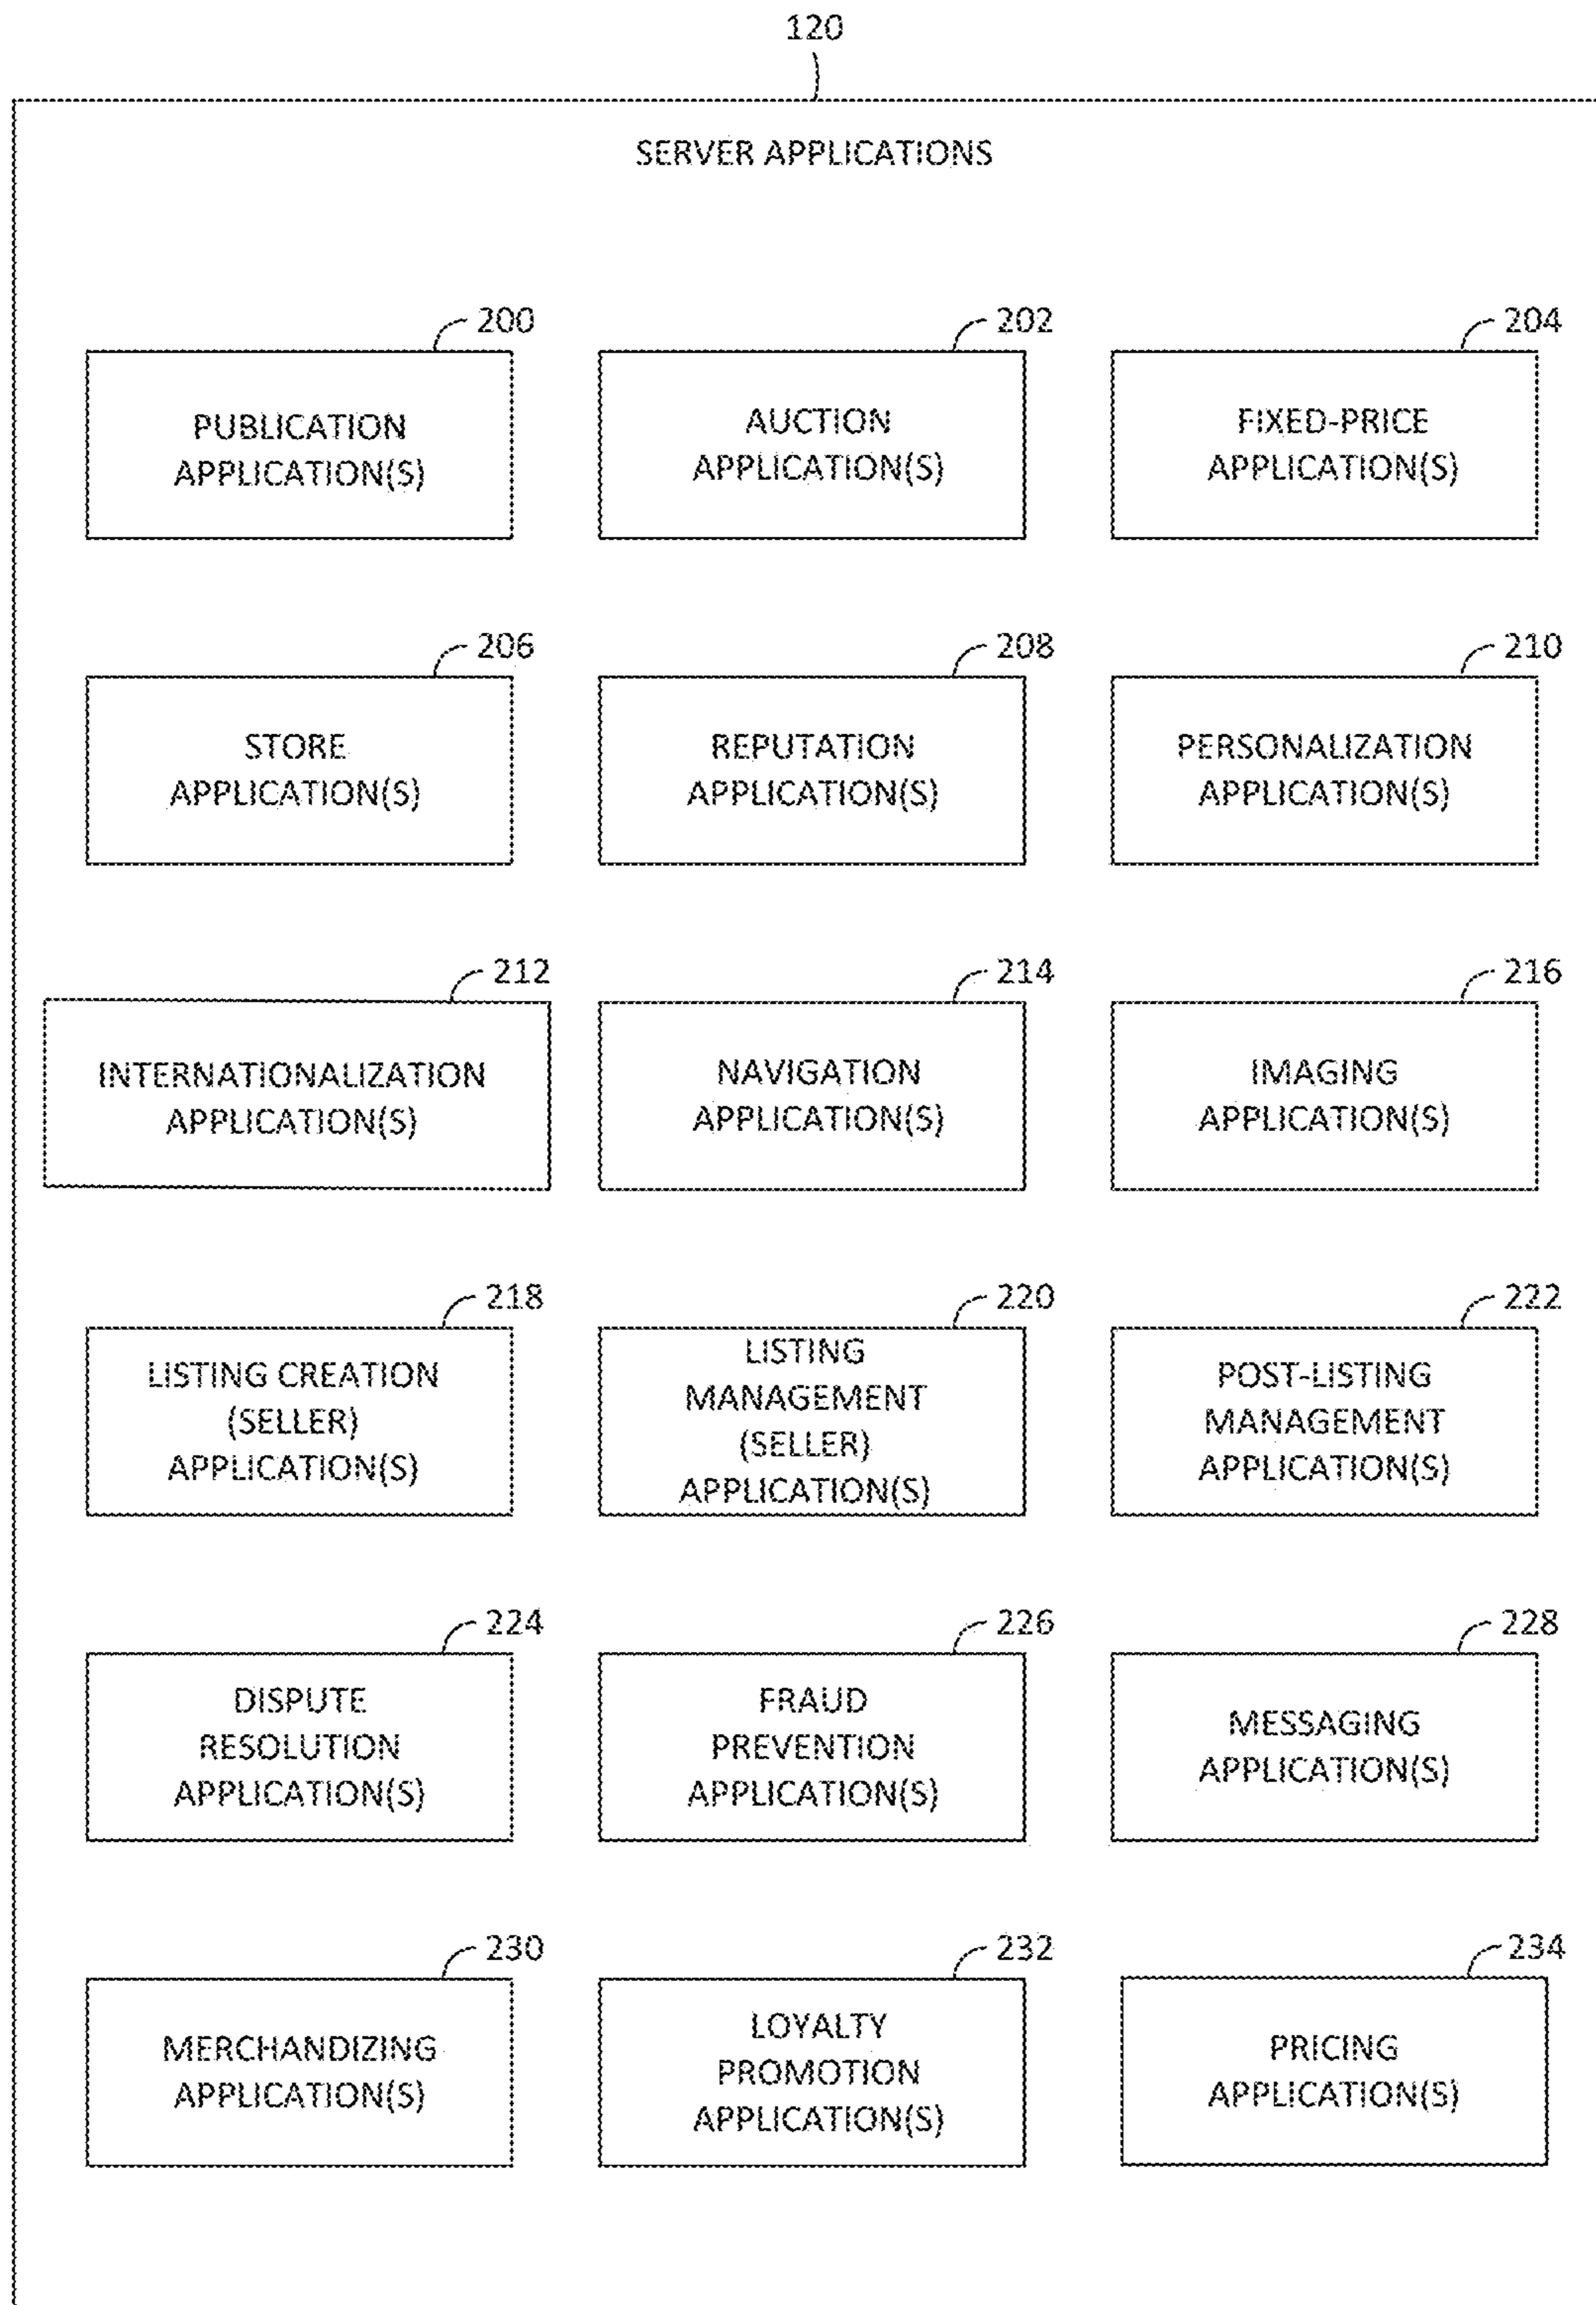 120
SERVER APPLICATIONS
200
PUBLICATION
APPLICATION(S)
202
AUCTION
APPLICATION(S)
204
FIXED-PRICE
APPLICATION(S)
206
STORE
APPLICATION(S)
208
REPUTATION
APPLICATION(S)
210
PERSONALIZATION
APPLICATION(S)
212
INTERNATIONALIZATION
APPLICATION(S)
214
NAVIGATION
APPLICATION(S)
216
IMAGING
APPLICATION(S)
218
LISTING CREATION
(SELLER)
APPLICATION(S)
220
LISTING
MANAGEMENT
(SELLER)
APPLICATION(S)
222
POST-LISTING
MANAGEMENT
APPLICATION(S)
224
DISPUTE
RESOLUTION
APPLICATION(S)
226
FRAUD
PREVENTION
APPLICATION(S)
228
MESSAGING
APPLICATION(S)
230
MERCHANDIZING
APPLICATION(S)
232
LOYALTY
PROMOTION
APPLICATION(S)
234
PRICING
APPLICATION(S)